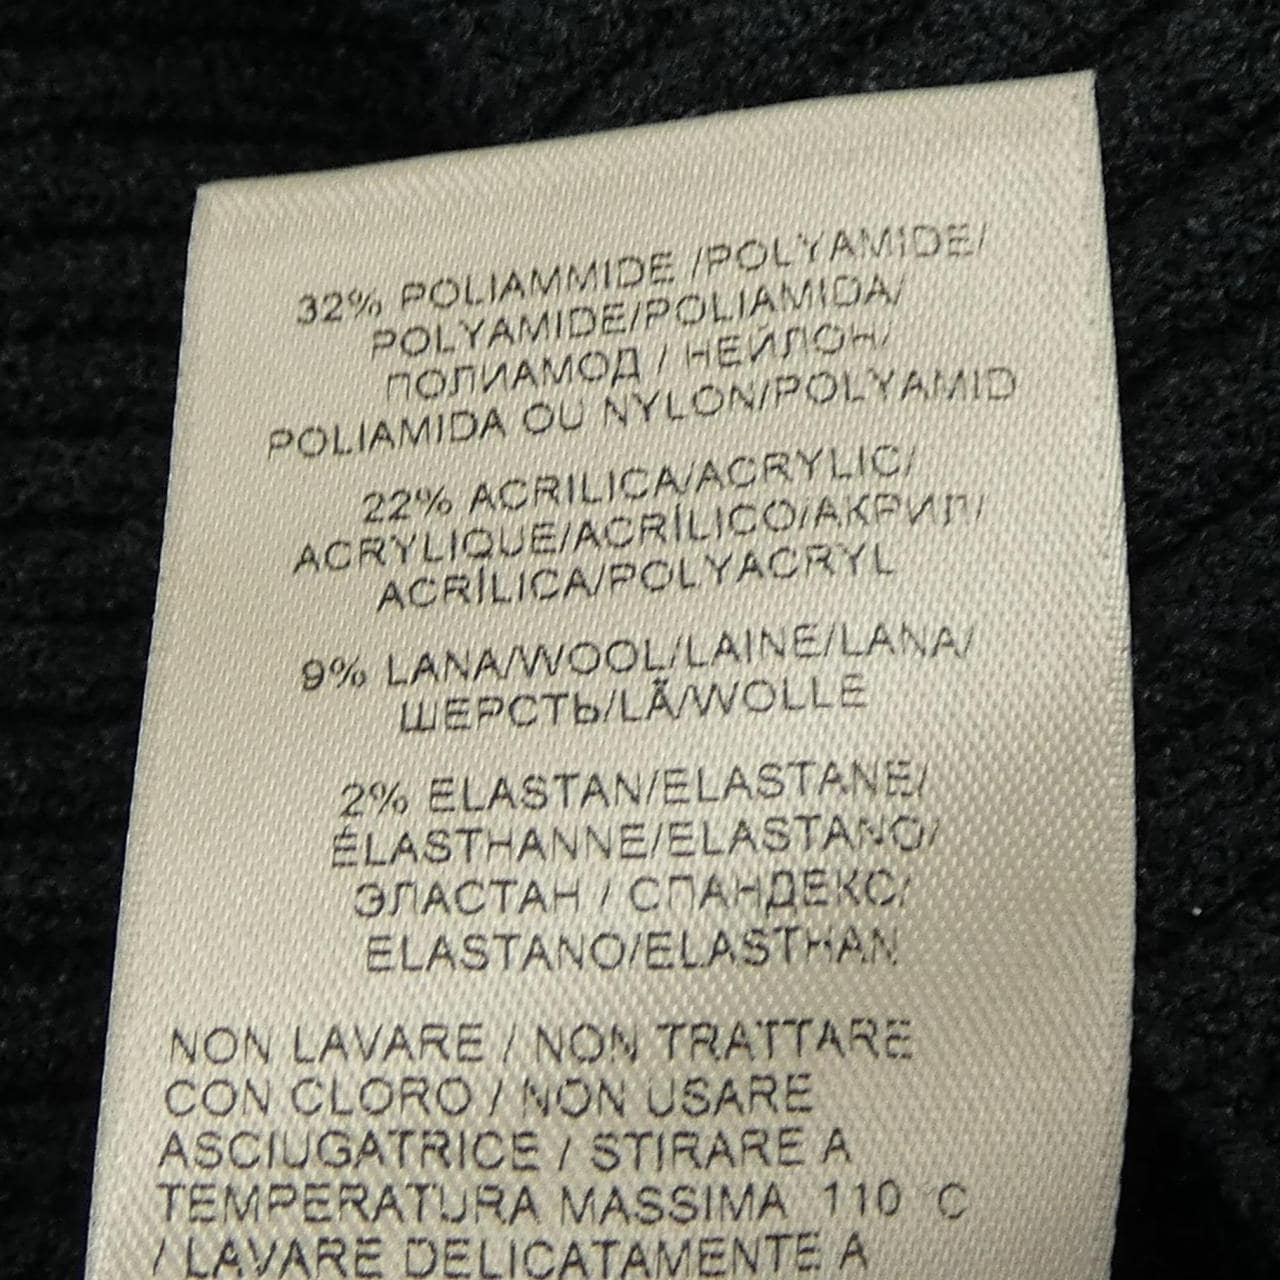 32% POLIAMMIDE /POLYAMIDE/
POLYAMIDE/POLIAMIDA/
ПОЛИАМОД / НЕЙЛОН/
POLIAMIDA OU NYLON/POLYAMID
22% ACRILICA/ACRYLIC/
ACRYLIQUE/ACRÍLICO/АКРИЛ/
ACRÍLICA/POLYACRYL
9% LANA/WOOL/LAINE/LANA/
ШЕРСТЬ/LÃ/WOLLE
2% ELASTAN/ELASTANE/
ÉLASTHANNE/ELASTANO/
ЭЛАСТАН / СПАНДЕКС/
ELASTANO/ELASTHAN
NON LAVARE / NON TRATTARE
CON CLORO / NON USARE
ASCIUGATRICE / STIRARE A
TEMPERATURA MASSIMA 110 C
/ LAVARE DELICATAMENTE A